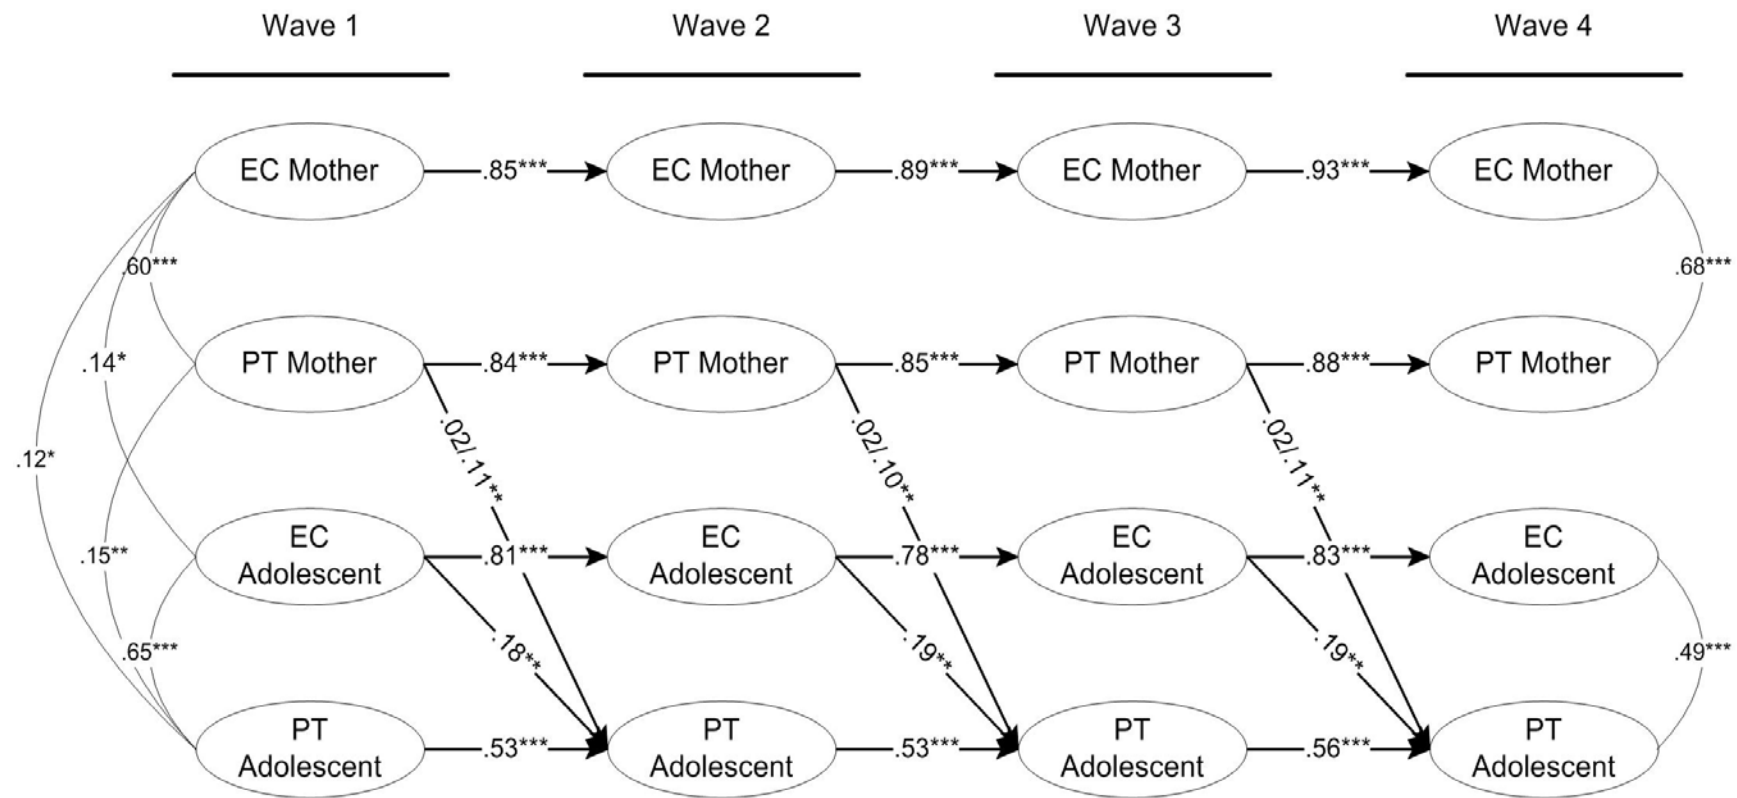 Wave 1
Wave 2
Wave 3
Wave 4
EC Mother
.85***
EC Mother
.89***
EC Mother
.93***
EC Mother
.60***
.68***
PT Mother
.84***
PT Mother
.85***
PT Mother
.88***
PT Mother
.14*
.02/.11**
.02/.10**
.02/.11**
.12*
EC
Adolescent
.81***
EC
Adolescent
.78***
EC
Adolescent
.83***
EC
Adolescent
.15**
.65***
.18**
.19**
.19**
.49***
PT
Adolescent
.53***
PT
Adolescent
.53***
PT
Adolescent
.56***
PT
Adolescent